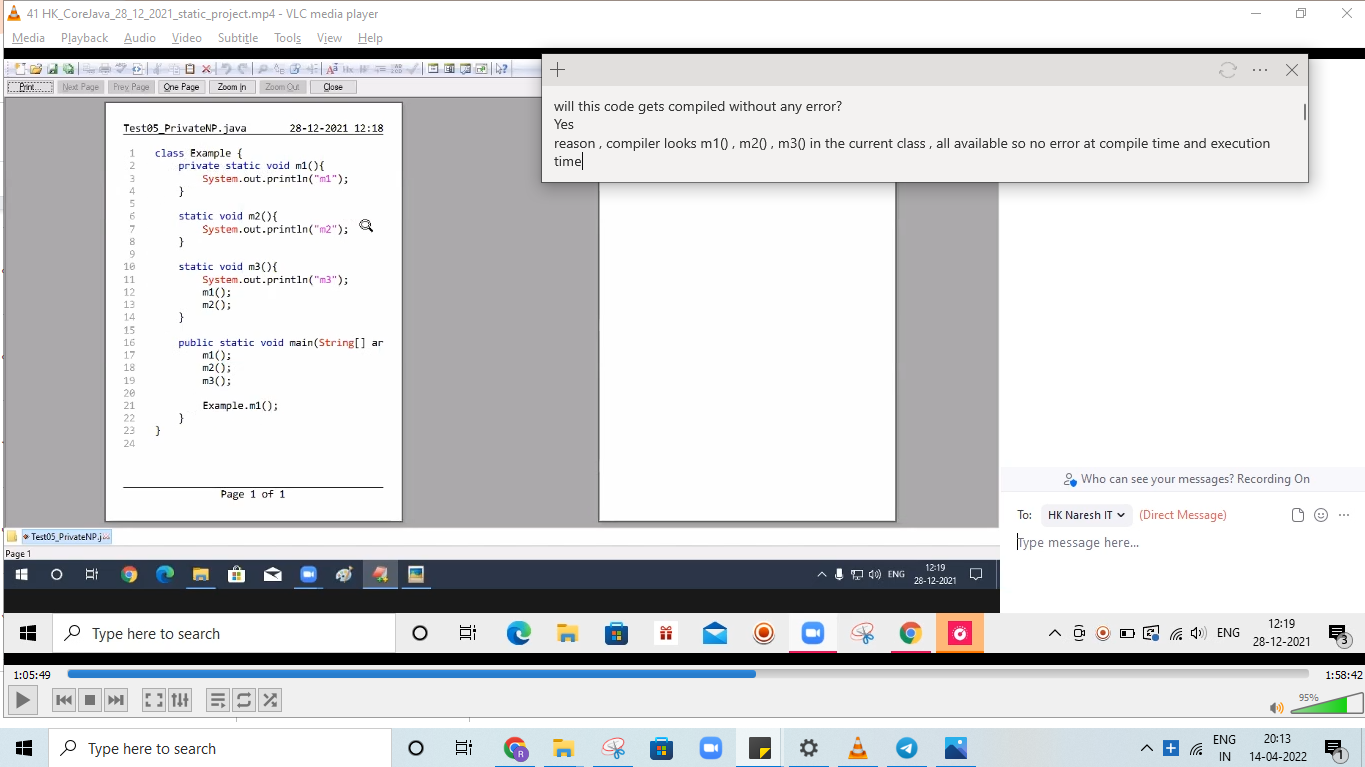 41 HK_CoreJava_28_12_2021_static_project.mp4 - VLC media player
Media Playback Audio Video Subtitle Tools View Help
Print... Next Page Prev Page One Page Zoom In Zoom Out Close
will this code gets compiled without any error?
Yes
reason , compiler looks m1() , m2() , m3() in the current class , all available so no error at compile time and execution
time
Test05_PrivateNP.java 28-12-2021 12:18
1 class Example {
2 private static void m1(){
3 System.out.println("m1");
4 }
5
6 static void m2(){
7 System.out.println("m2");
8 }
9
10 static void m3(){
11 System.out.println("m3");
12 m1();
13 m2();
14 }
15
16 public static void main(String[] ar
17 m1();
18 m2();
19 m3();
20
21 Example.m1();
22 }
23 }
24
Page 1 of 1
Who can see your messages? Recording On
To: HK Naresh IT (Direct Message)
Type message here...
Test05_PrivateNP.j
Page 1
ENG 12:19
28-12-2021
Type here to search
ENG 12:19
28-12-2021
3
1:05:49 1:58:42
95%
Type here to search
ENG 20:13
IN 14-04-2022
1